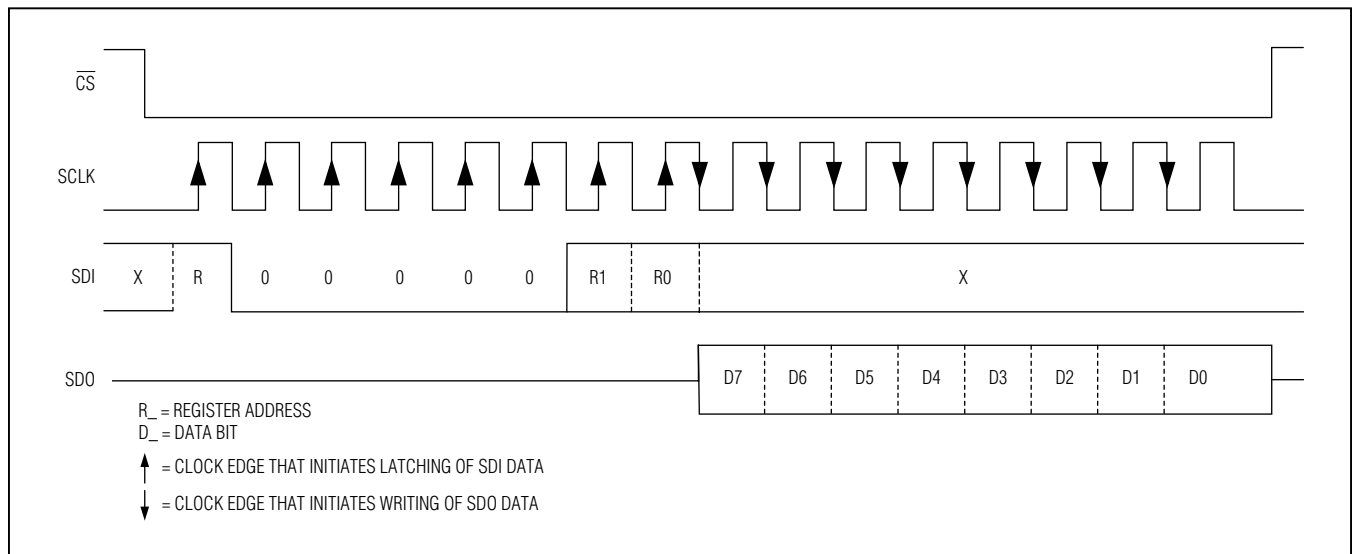 CS
SCLK
SDI X R 0 0 0 0 0 R1 R0 X
SDO D7 D6 D5 D4 D3 D2 D1 D0
R_ = REGISTER ADDRESS
D_ = DATA BIT
= CLOCK EDGE THAT INITIATES LATCHING OF SDI DATA
= CLOCK EDGE THAT INITIATES WRITING OF SDO DATA